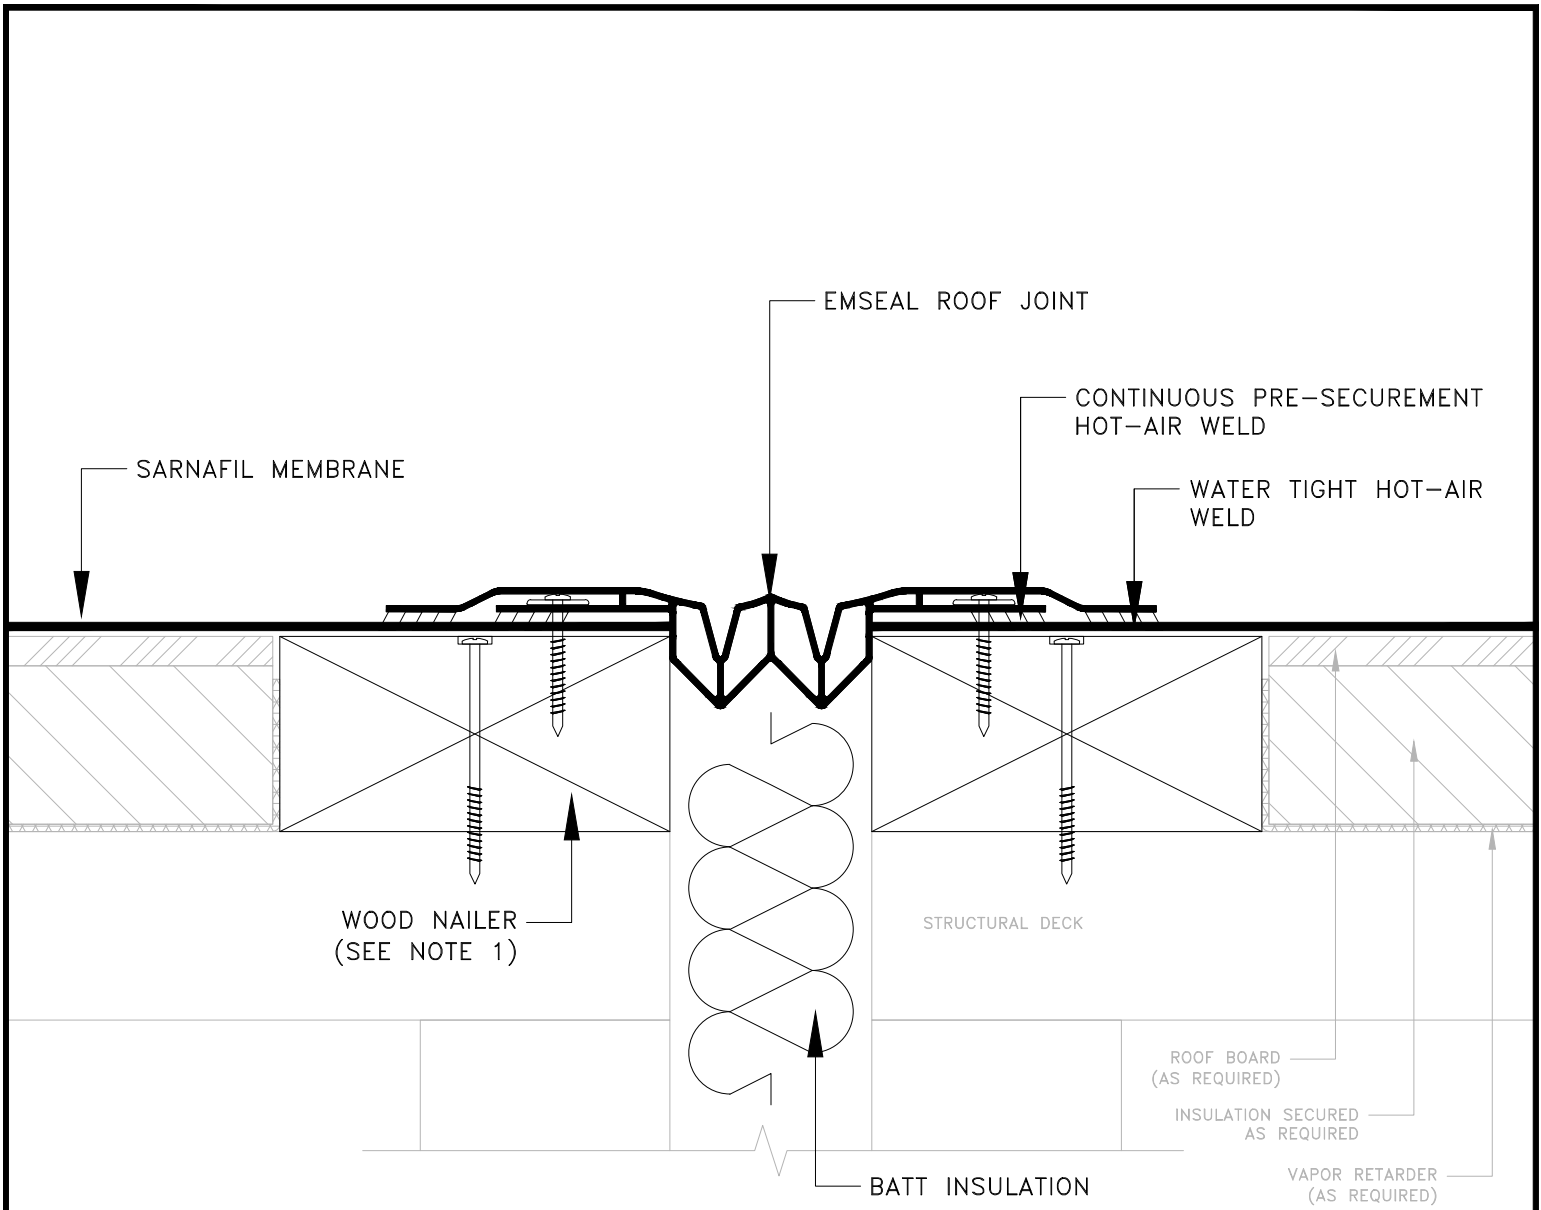 EMSEAL ROOF JOINT
CONTINUOUS PRE-SECUREMENT
HOT-AIR WELD
SARNAFIL MEMBRANE
WATER TIGHT HOT-AIR
WELD
WOOD NAILER
(SEE NOTE 1)
STRUCTURAL DECK
ROOF BOARD
(AS REQUIRED)
INSULATION SECURED
AS REQUIRED
VAPOR RETARDER
(AS REQUIRED)
BATT INSULATION